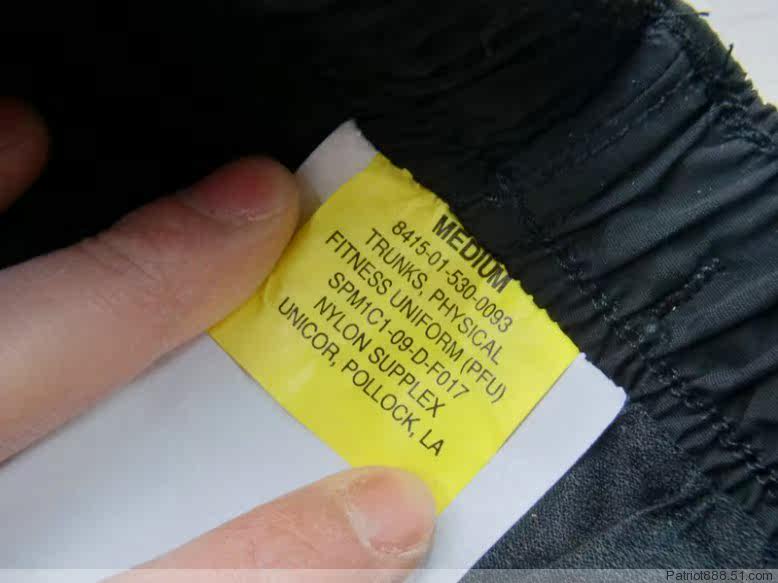 MEDIUM
8415-01-530-0093
TRUNKS, PHYSICAL
FITNESS UNIFORM (PFU)
SPM1C1-09-D-F017
NYLON SUPPLEX
UNICOR, POLLOCK, LA
Patriot888.51.com